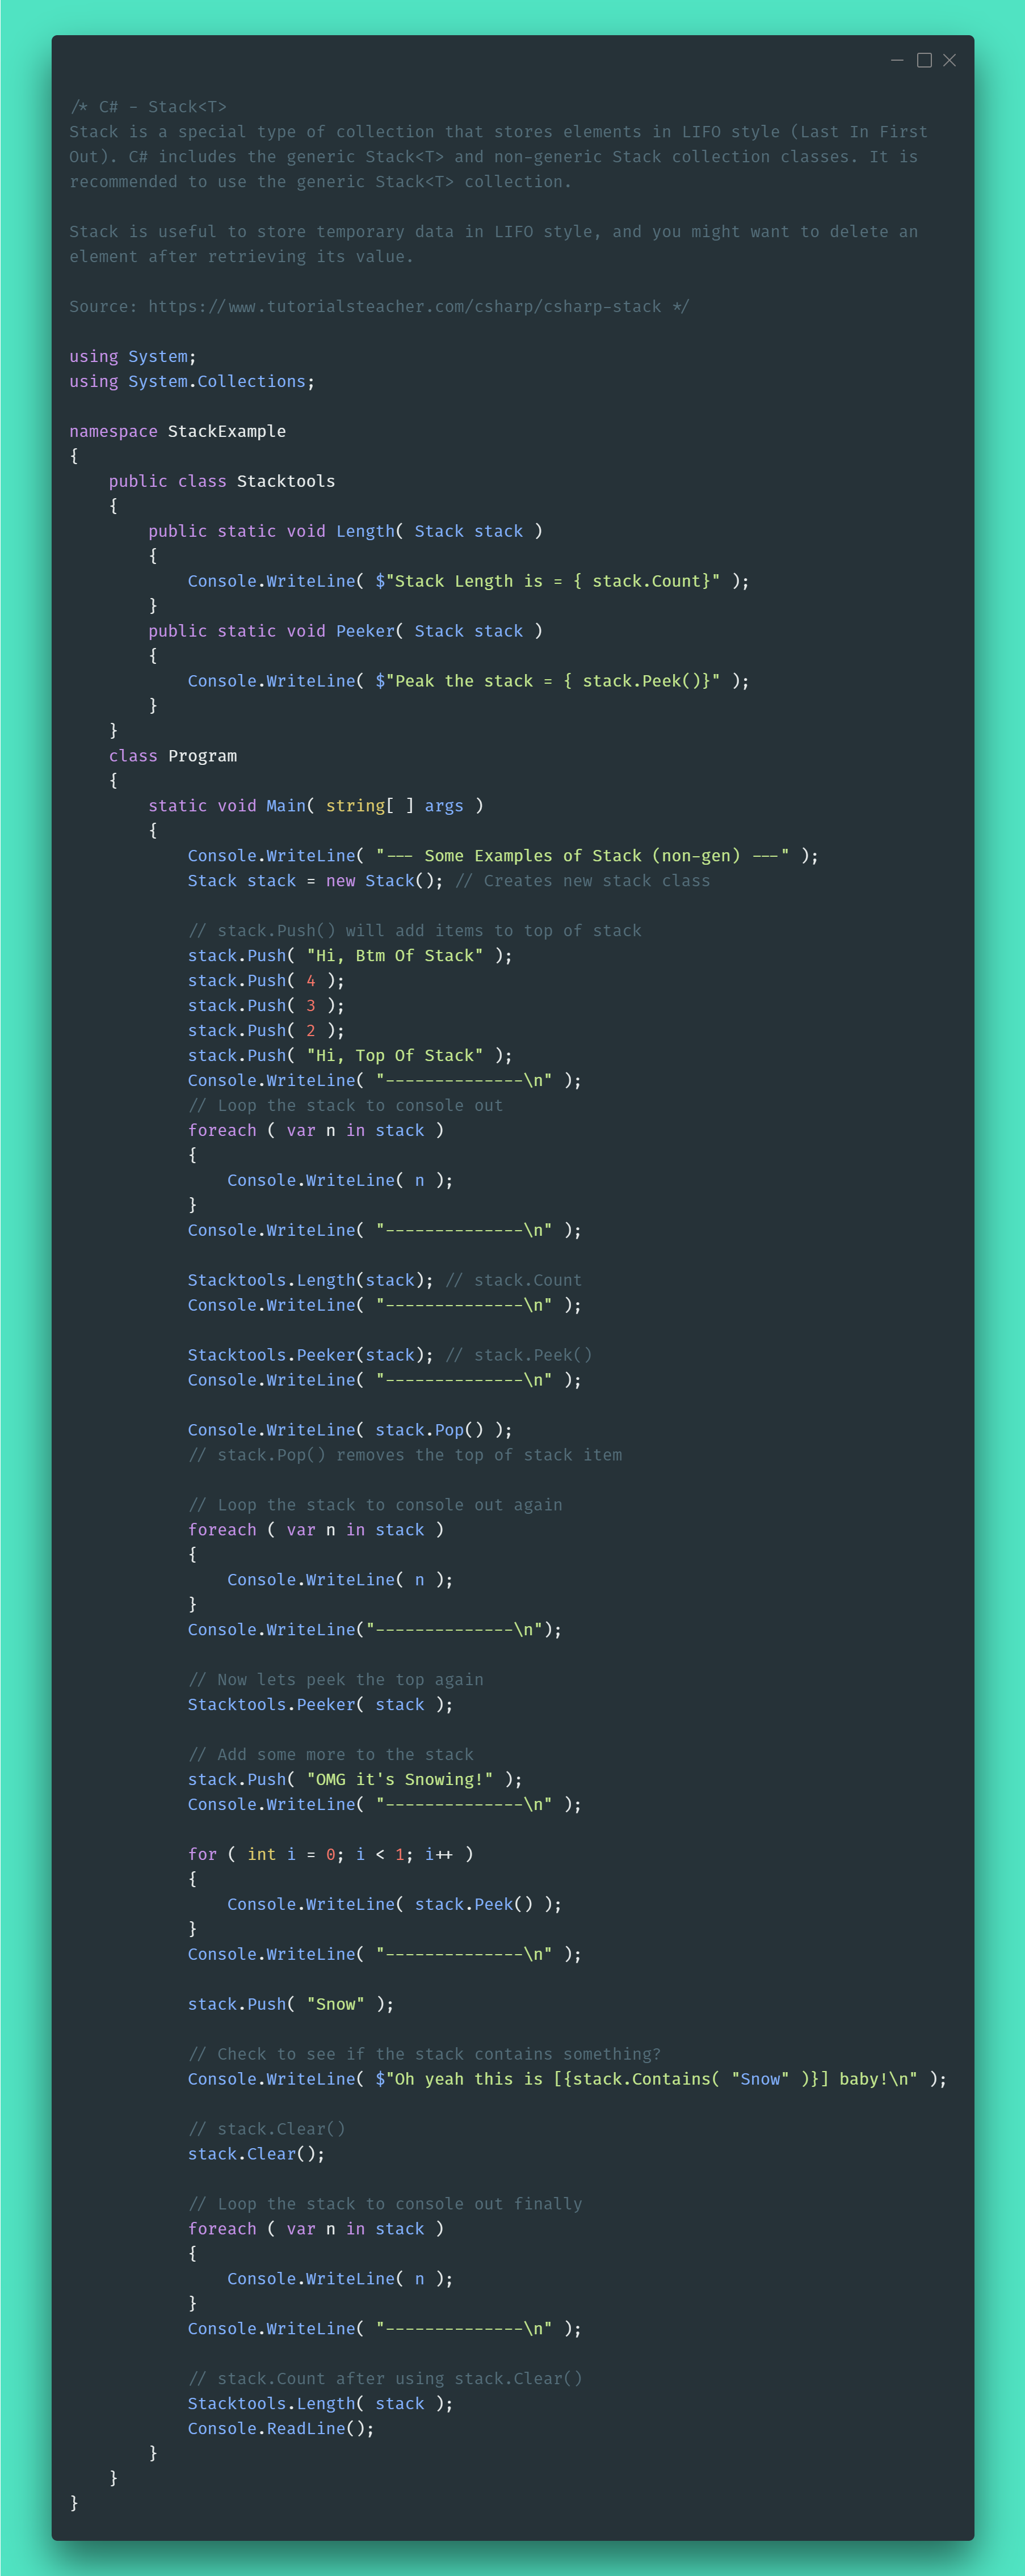 /* C# - Stack<T>
Stack is a special type of collection that stores elements in LIFO style (Last In First
Out). C# includes the generic Stack<T> and non-generic Stack collection classes. It is
recommended to use the generic Stack<T> collection.

Stack is useful to store temporary data in LIFO style, and you might want to delete an
element after retrieving its value.

Source: https://www.tutorialsteacher.com/csharp/csharp-stack */

using System;
using System.Collections;

namespace StackExample
{
    public class Stacktools
    {
        public static void Length( Stack stack )
        {
            Console.WriteLine( $"Stack Length is = { stack.Count}" );
        }
        public static void Peeker( Stack stack )
        {
            Console.WriteLine( $"Peak the stack = { stack.Peek()}" );
        }
    }
    class Program
    {
        static void Main( string[ ] args )
        {
            Console.WriteLine( "--- Some Examples of Stack (non-gen) ---" );
            Stack stack = new Stack(); // Creates new stack class

            // stack.Push() will add items to top of stack
            stack.Push( "Hi, Btm Of Stack" );
            stack.Push( 4 );
            stack.Push( 3 );
            stack.Push( 2 );
            stack.Push( "Hi, Top Of Stack" );
            Console.WriteLine( "--------------\n" );
            // Loop the stack to console out
            foreach ( var n in stack )
            {
                Console.WriteLine( n );
            }
            Console.WriteLine( "--------------\n" );

            Stacktools.Length(stack); // stack.Count
            Console.WriteLine( "--------------\n" );

            Stacktools.Peeker(stack); // stack.Peek()
            Console.WriteLine( "--------------\n" );

            Console.WriteLine( stack.Pop() );
            // stack.Pop() removes the top of stack item

            // Loop the stack to console out again
            foreach ( var n in stack )
            {
                Console.WriteLine( n );
            }
            Console.WriteLine("--------------\n");

            // Now lets peek the top again
            Stacktools.Peeker( stack );

            // Add some more to the stack
            stack.Push( "OMG it's Snowing!" );
            Console.WriteLine( "--------------\n" );

            for ( int i = 0; i < 1; i++ )
            {
                Console.WriteLine( stack.Peek() );
            }
            Console.WriteLine( "--------------\n" );

            stack.Push( "Snow" );

            // Check to see if the stack contains something?
            Console.WriteLine( $"Oh yeah this is [{stack.Contains( "Snow" )}] baby!\n" );

            // stack.Clear()
            stack.Clear();

            // Loop the stack to console out finally
            foreach ( var n in stack )
            {
                Console.WriteLine( n );
            }
            Console.WriteLine( "--------------\n" );

            // stack.Count after using stack.Clear()
            Stacktools.Length( stack );
            Console.ReadLine();
        }
    }
}